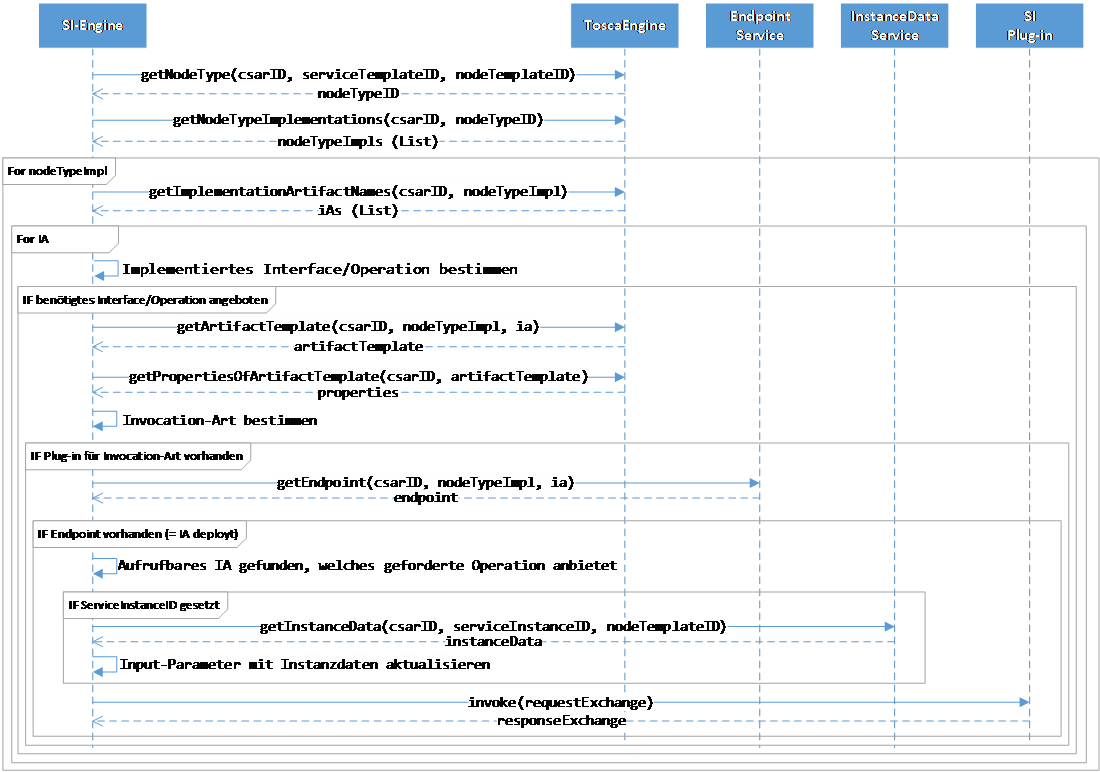 SI-Engine
ToscaEngine
Endpoint
Service
InstanceData
Service
SI
Plug-in
getNodeType(csarID, serviceTemplateID, nodeTemplateID)
nodeTypeID
getNodeTypeImplementations(csarID, nodeTypeID)
nodeTypeImpls (List)
For nodeTypeImpl
getImplementationArtifactNames(csarID, nodeTypeImpl)
iAs (List)
For IA
Implementiertes Interface/Operation bestimmen
IF benötigtes Interface/Operation angeboten
getArtifactTemplate(csarID, nodeTypeImpl, ia)
artifactTemplate
getPropertiesOfArtifactTemplate(csarID, artifactTemplate)
properties
Invocation-Art bestimmen
IF Plug-in für Invocation-Art vorhanden
getEndpoint(csarID, nodeTypeImpl, ia)
endpoint
IF Endpoint vorhanden (= IA deployt)
Aufrufbares IA gefunden, welches geforderte Operation anbietet
IF ServiceInstanceID gesetzt
getInstanceData(csarID, serviceInstanceID, nodeTemplateID)
instanceData
Input-Parameter mit Instanzdaten aktualisieren
invoke(requestExchange)
responseExchange